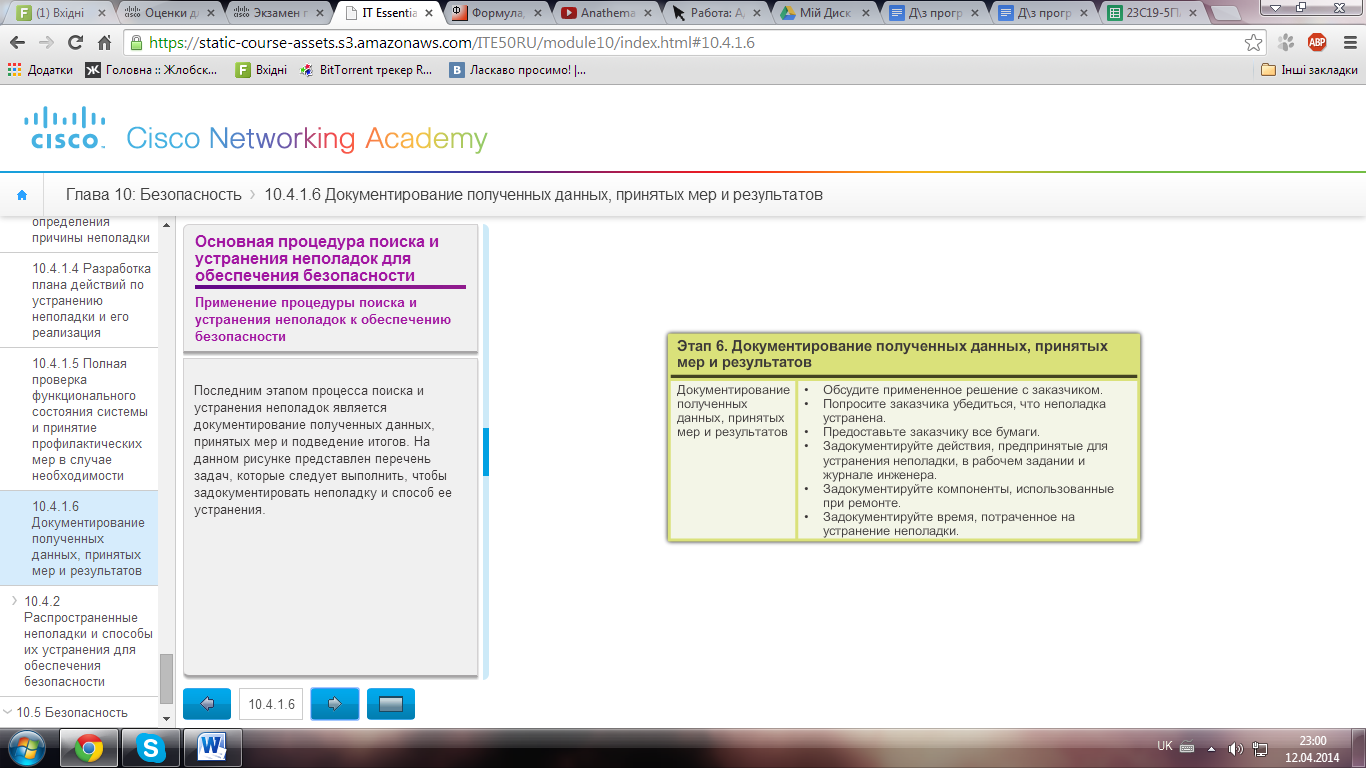 (1) Вхідні
Оценки д
Экзамен г
IT Essentia
Формула,
Anathema
Работа: А
Мій Диск
Д\з прогр
Д\з прогр
23С19-5П
https://static-course-assets.s3.amazonaws.com/ITE50RU/module10/index.html#10.4.1.6
ABP
Додатки
Головна :: Жлобск...
Вхідні
BitTorrent трекер R...
Ласкаво просимо! |...
Інші закладки
cisco.
Cisco Networking Academy
Глава 10: Безопасность
10.4.1.6 Документирование полученных данных, принятых мер и результатов
определения
причины неполадки
10.4.1.4 Разработка
плана действий по
устранению
неполадки и его
реализация
10.4.1.5 Полная
проверка
функционального
состояния системы
и принятие
профилактических
мер в случае
необходимости
10.4.1.6
Документирование
полученных
данных, принятых
мер и результатов
10.4.2
Распространенные
неполадки и способы
их устранения для
обеспечения
безопасности
10.5 Безопасность
Основная процедура поиска и
устранения неполадок для
обеспечения безопасности
Применение процедуры поиска и
устранения неполадок к обеспечению
безопасности
Последним этапом процесса поиска и
устранения неполадок является
документирование полученных данных,
принятых мер и подведение итогов. На
данном рисунке представлен перечень
задач, которые следует выполнить, чтобы
задокументировать неполадку и способ ее
устранения.
10.4.1.6
Этап 6. Документирование полученных данных, принятых
мер и результатов
Документирование
полученных
данных, принятых
мер и результатов
• Обсудите примененное решение с заказчиком.
• Попросите заказчика убедиться, что неполадка
устранена.
• Предоставьте заказчику все бумаги.
• Задокументируйте действия, предпринятые для
устранения неполадки, в рабочем задании и
журнале инженера.
• Задокументируйте компоненты, использованные
при ремонте.
• Задокументируйте время, потраченное на
устранение неполадки.
UK
23:00
12.04.2014